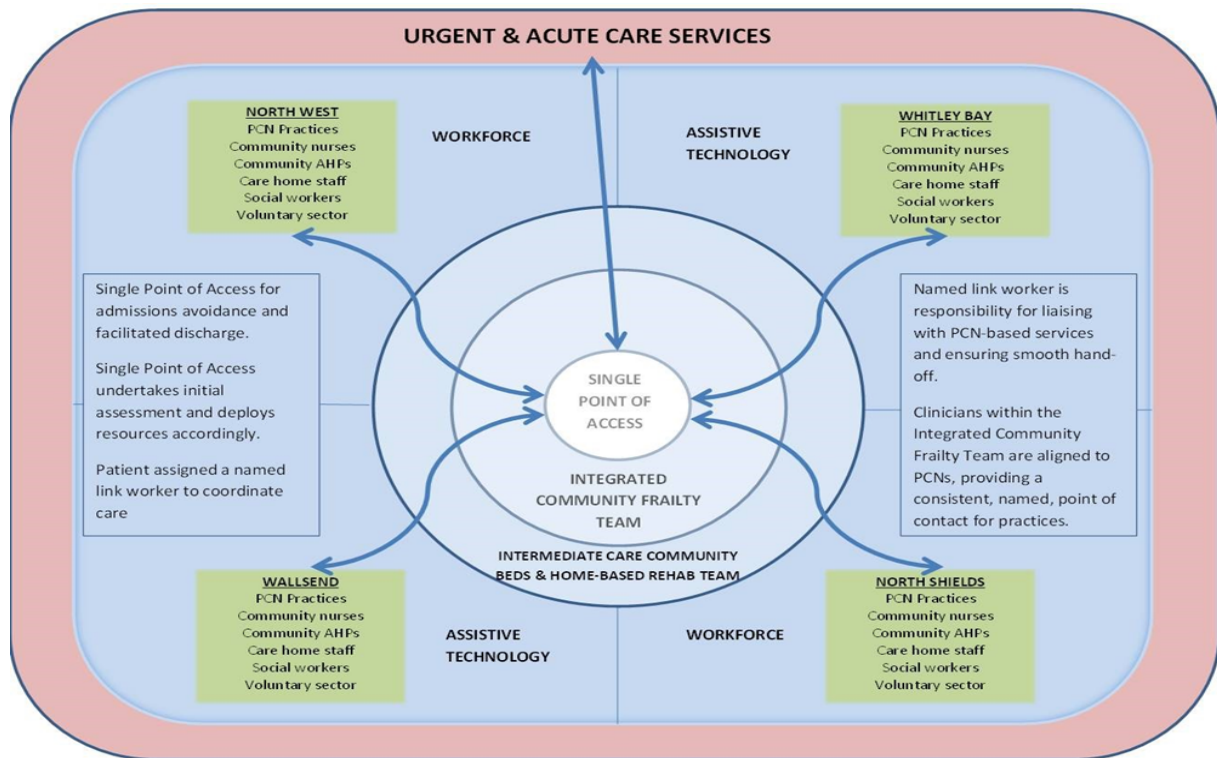 URGENT & ACUTE CARE SERVICES
NORTH WEST
PCN Practices
Community nurses
Community AHPs
Care home staff
Social workers
Voluntary sector
WORKFORCE
ASSISTIVE
TECHNOLOGY
WHITLEY BAY
PCN Practices
Community nurses
Community AHPs
Care home staff
Social workers
Voluntary sector
Single Point of Access for
admissions avoidance and
facilitated discharge.
Single Point of Access
undertakes initial
assessment and deploys
resources accordingly.
Patient assigned a named
link worker to coordinate
care
SINGLE
POINT OF
ACCESS
INTEGRATED
COMMUNITY FRAILTY
TEAM
INTERMEDIATE CARE COMMUNITY
BEDS & HOME-BASED REHAB TEAM
Named link worker is
responsibility for liaising
with PCN-based services
and ensuring smooth hand-
off.
Clinicians within the
Integrated Community
Frailty Team are aligned to
PCNs, providing a
consistent, named, point of
contact for practices.
WALLSEND
PCN Practices
Community nurses
Community AHPs
Care home staff
Social workers
Voluntary sector
ASSISTIVE
TECHNOLOGY
WORKFORCE
NORTH SHIELDS
PCN Practices
Community nurses
Community AHPs
Care home staff
Social workers
Voluntary sector